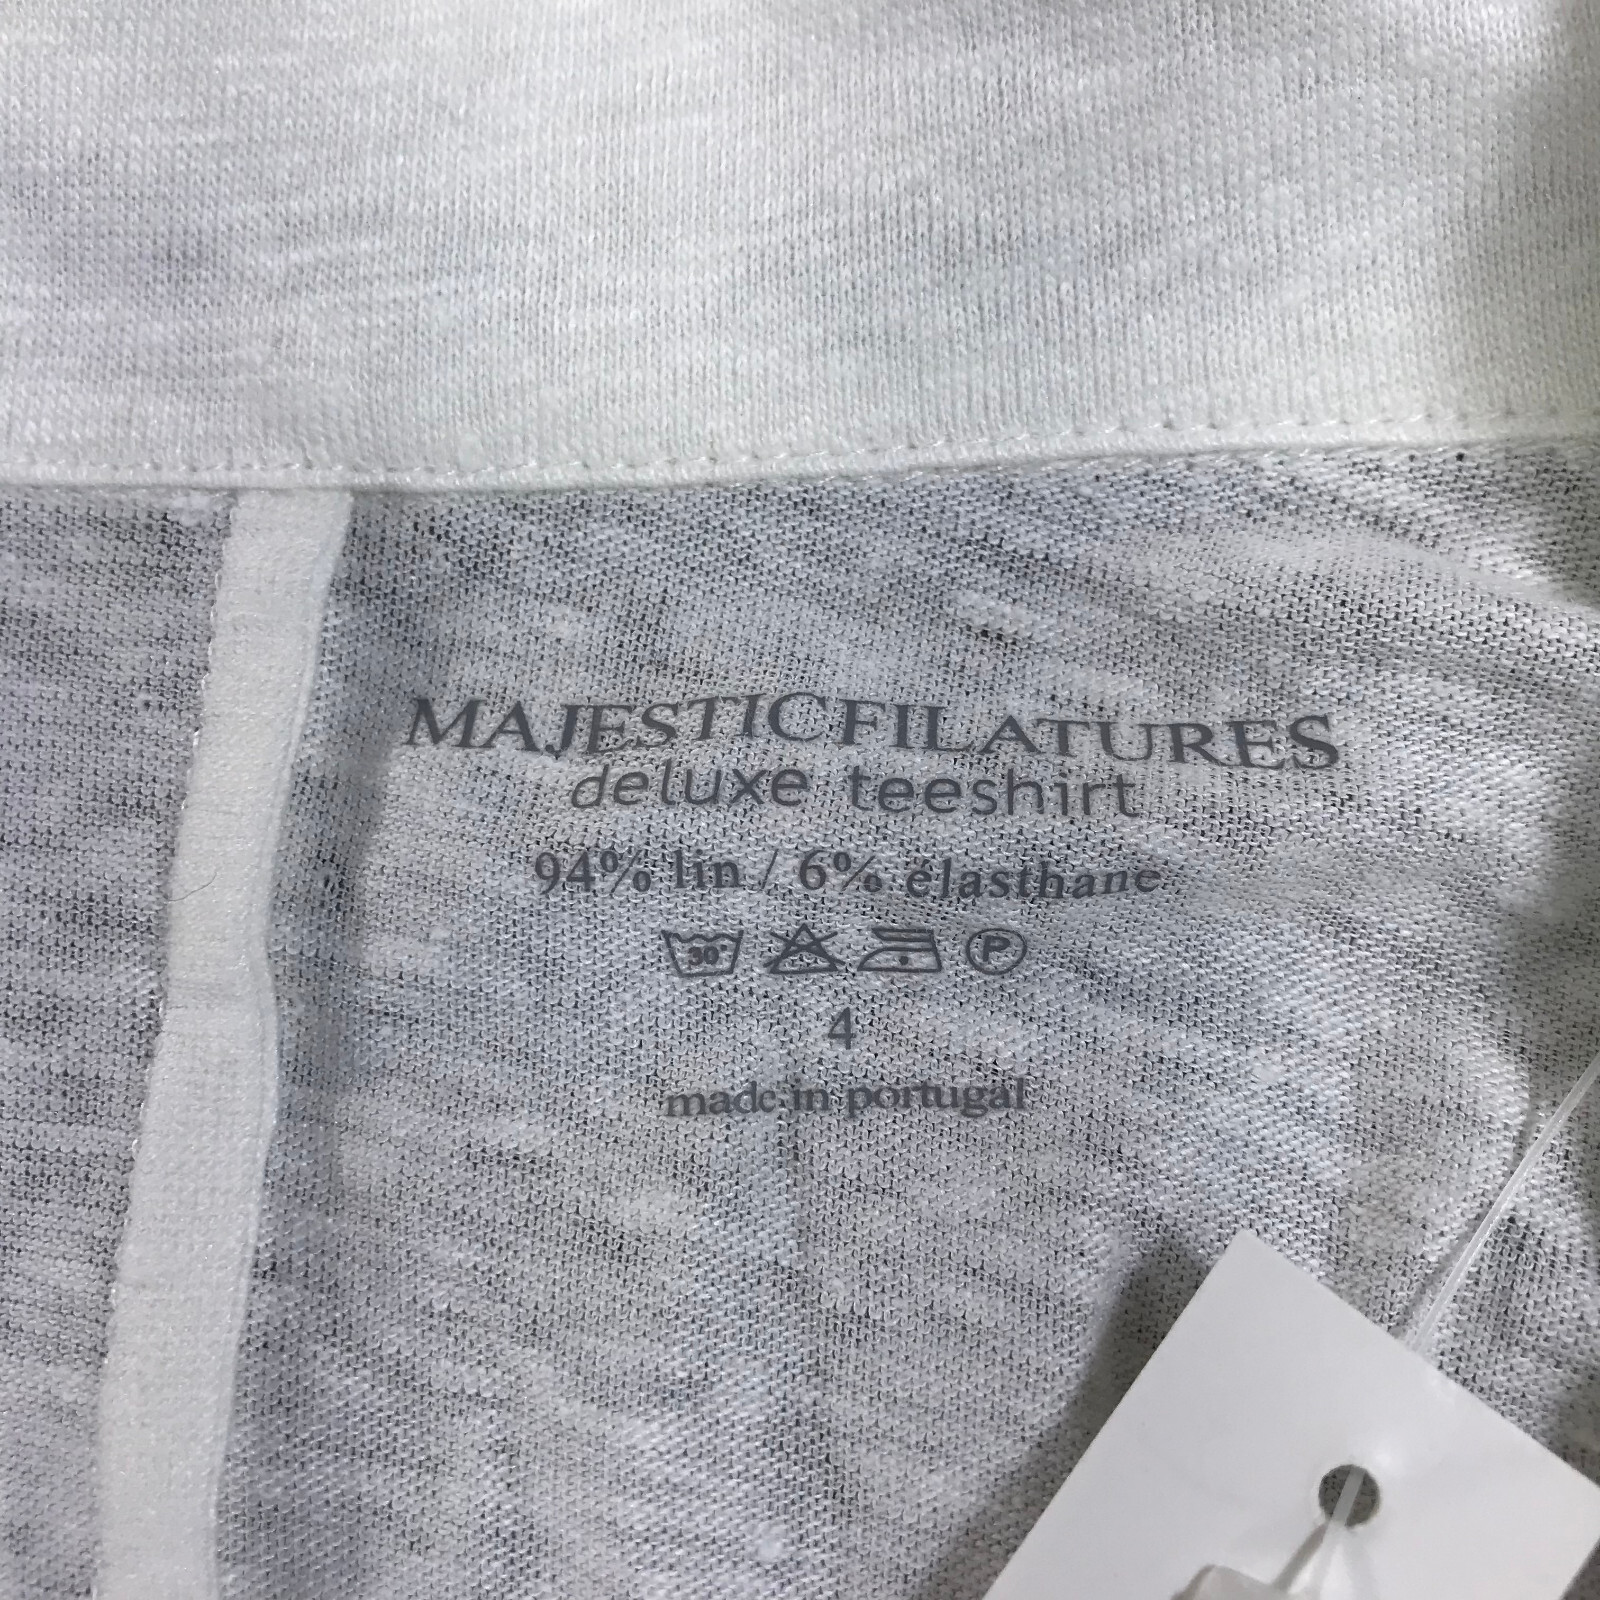 MAJESTICFILATURES
deluxe teeshirt
94% lin / 6% élasthane
30° P
4
made in portugal